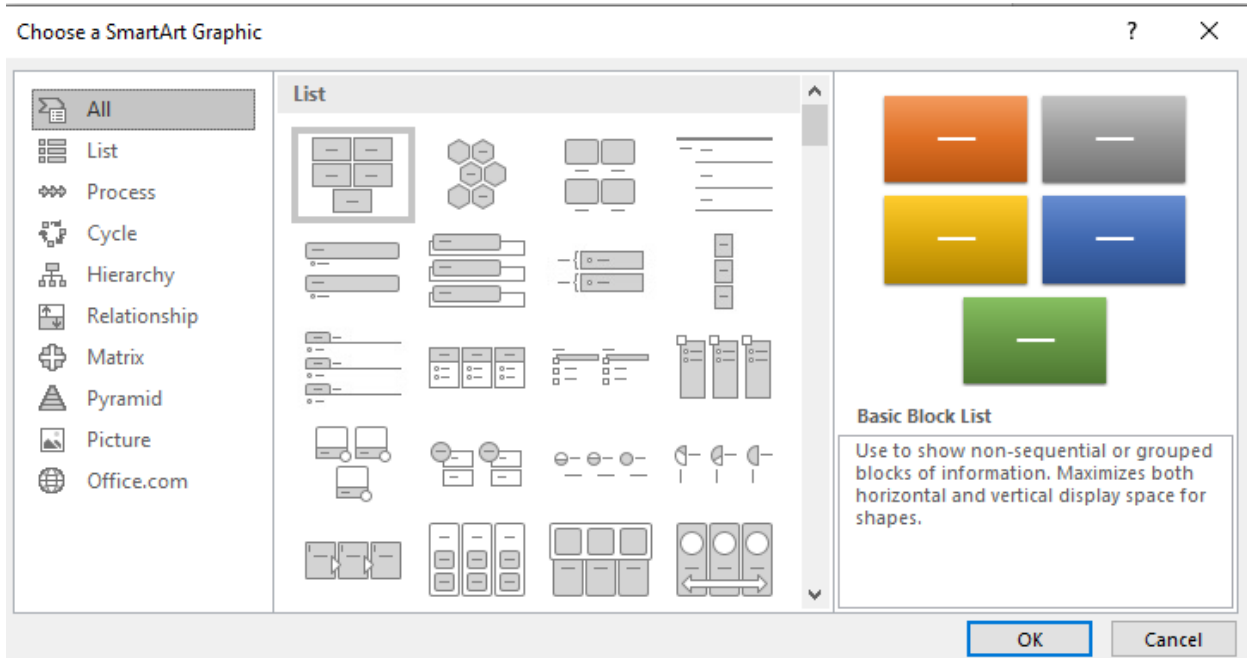 Choose a SmartArt Graphic
?
All
List
Process
Cycle
Hierarchy
Relationship
Matrix
Pyramid
Picture
Office.com
List
Basic Block List
Use to show non-sequential or grouped
blocks of information. Maximizes both
horizontal and vertical display space for
shapes.
OK
Cancel